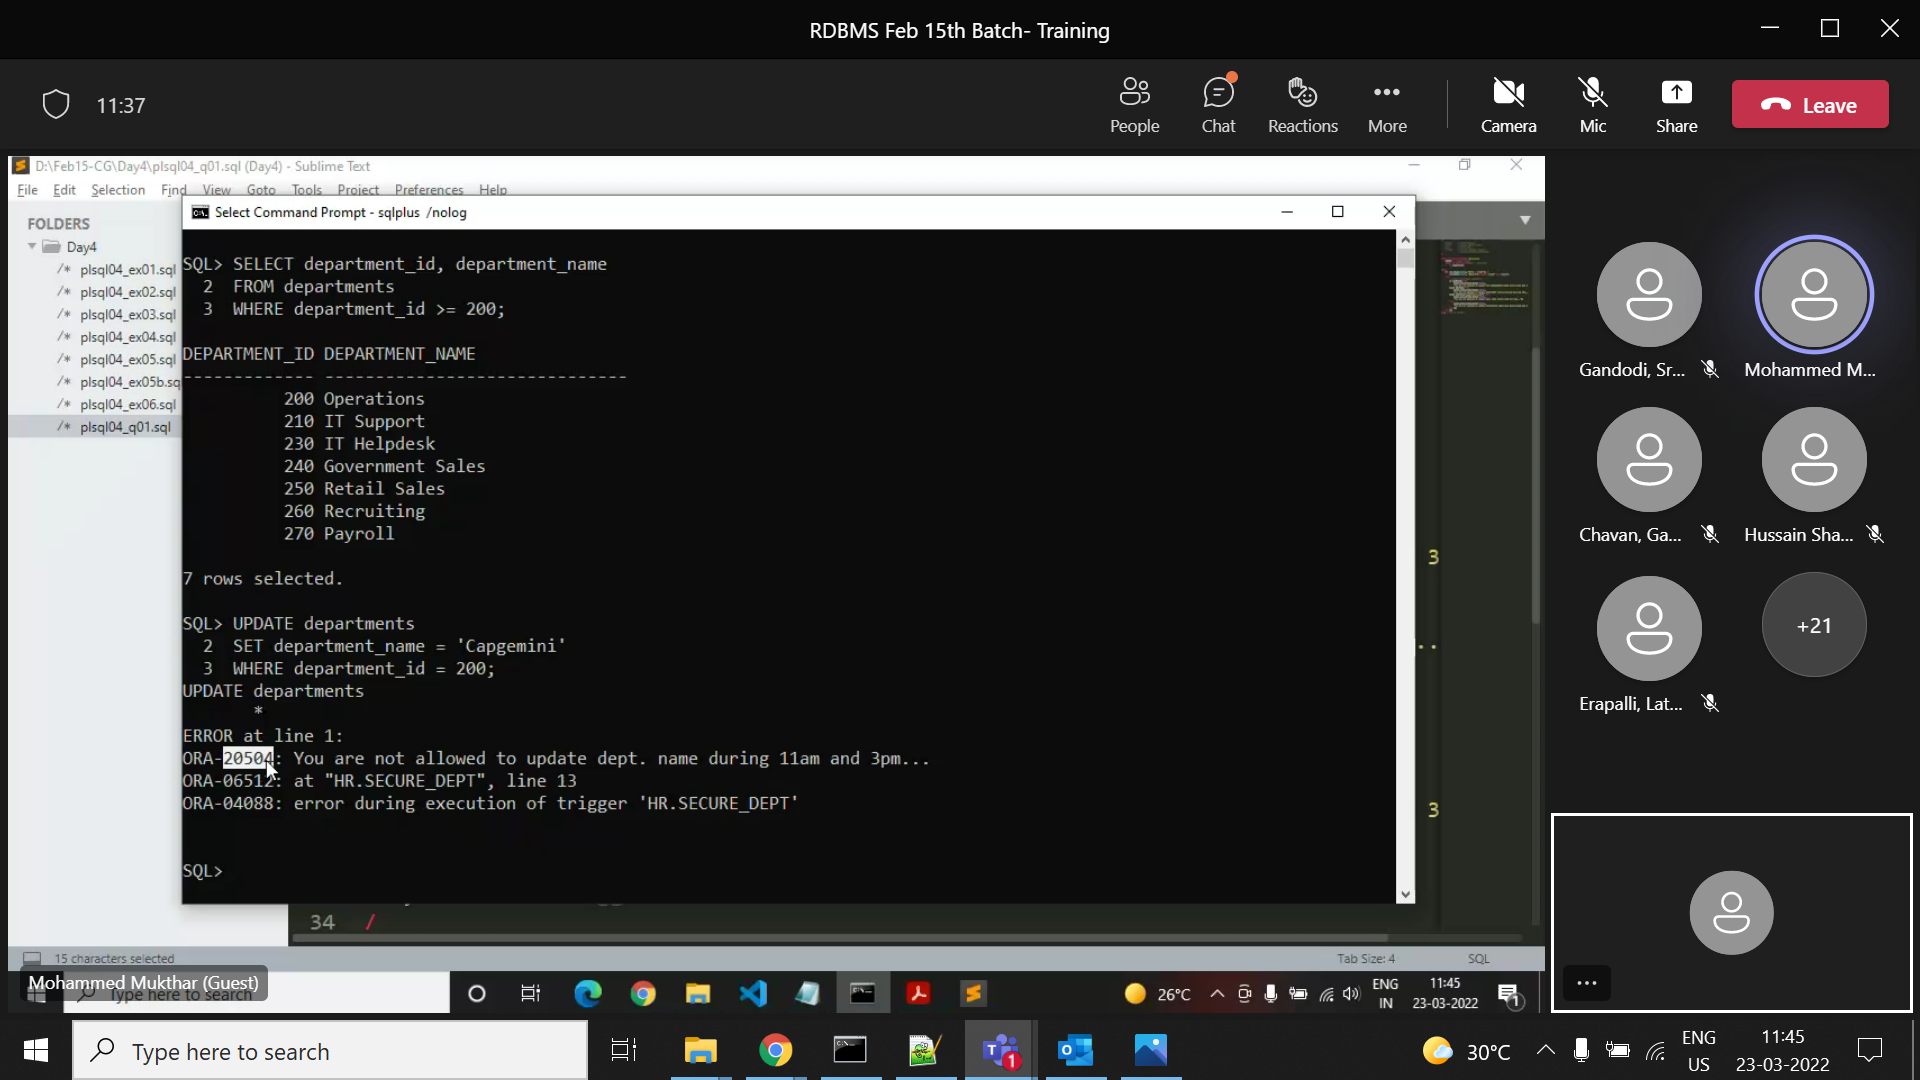 RDBMS Feb 15th Batch- Training
11:37
People
Chat
Reactions
More
Camera
Mic
Share
Leave
D:\Feb15-CG\Day4\plsql04_q01.sql (Day4) - Sublime Text
File Edit Selection Find View Goto Tools Project Preferences Help
FOLDERS
Day4
/* plsql04_ex01.sql
/* plsql04_ex02.sql
/* plsql04_ex03.sql
/* plsql04_ex04.sql
/* plsql04_ex05.sql
/* plsql04_ex05b.sq
/* plsql04_ex06.sql
/* plsql04_q01.sql
Select Command Prompt - sqlplus /nolog
SQL> SELECT department_id, department_name
2 FROM departments
3 WHERE department_id >= 200;
DEPARTMENT_ID DEPARTMENT_NAME
------------- ------------------------------
200 Operations
210 IT Support
230 IT Helpdesk
240 Government Sales
250 Retail Sales
260 Recruiting
270 Payroll
7 rows selected.
SQL> UPDATE departments
2 SET department_name = 'Capgemini'
3 WHERE department_id = 200;
UPDATE departments
*
ERROR at line 1:
ORA-20504: You are not allowed to update dept. name during 11am and 3pm...
ORA-06512: at "HR.SECURE_DEPT", line 13
ORA-04088: error during execution of trigger 'HR.SECURE_DEPT'
SQL>
3
..
3
34 /
15 characters selected
Tab Size: 4
SQL
Mohammed Mukthar (Guest)
Type here to search
26°C
ENG
IN
11:45
23-03-2022
1
Gandodi, Sr...
Mohammed M...
Chavan, Ga...
Hussain Sha...
Erapalli, Lat...
+21
Type here to search
1
30°C
ENG
US
11:45
23-03-2022